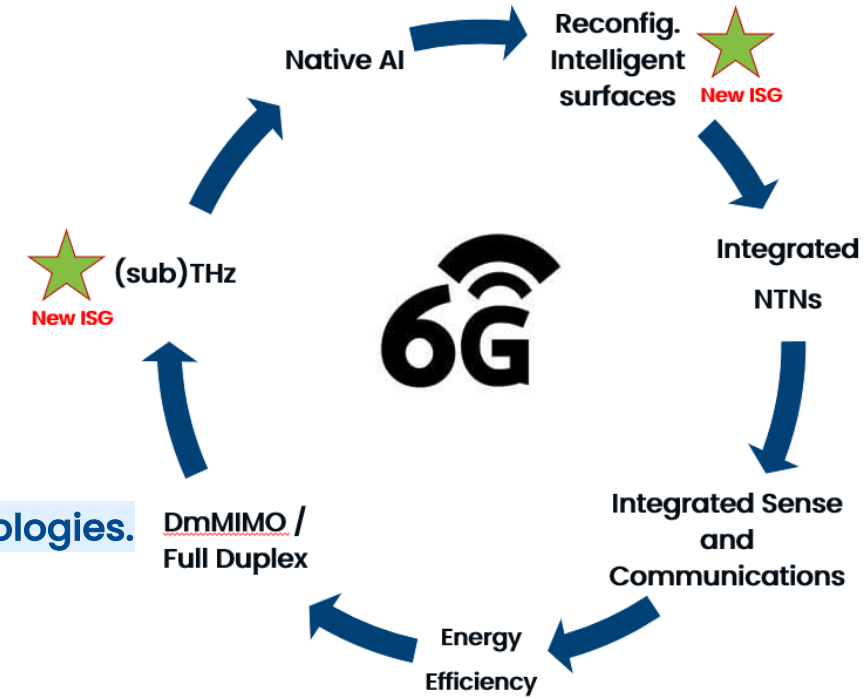 Native AI
Reconfig.
Intelligent
surfaces
New ISG
Integrated
NTNs
Integrated Sense
and
Communications
Energy
Efficiency
DmMIMO /
Full Duplex
(sub)THz
New ISG
6G
ologies.